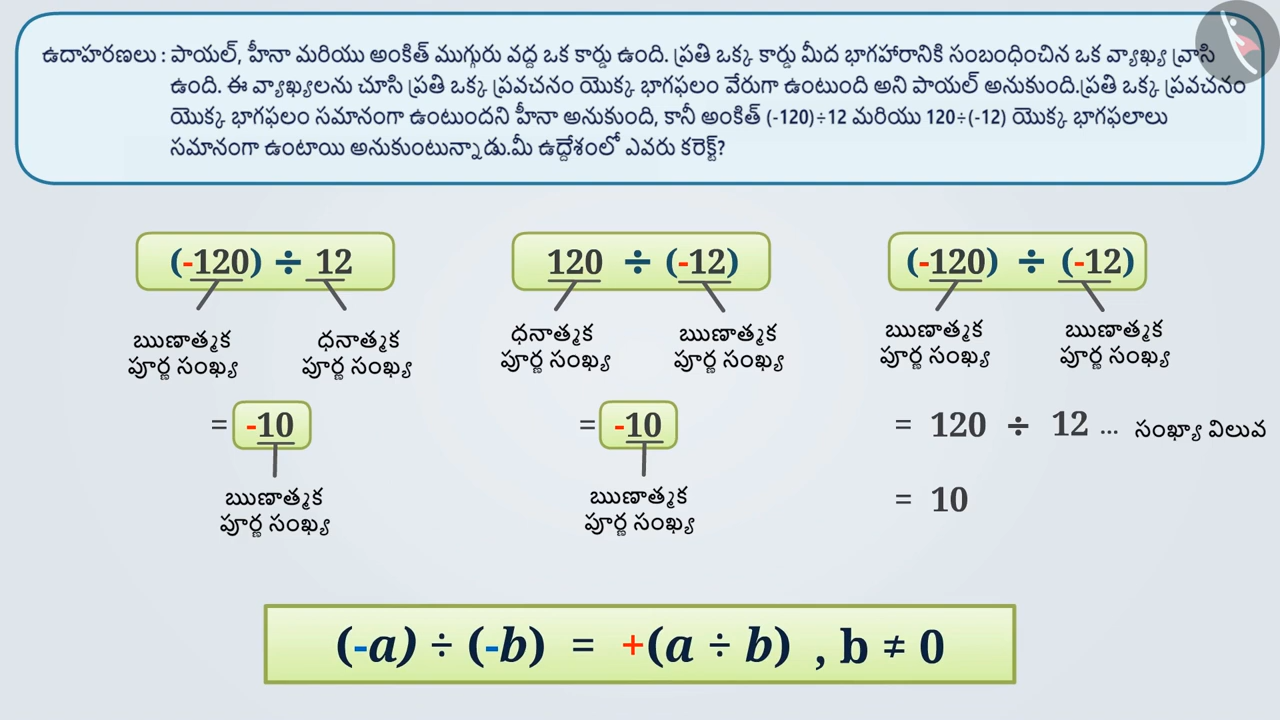 ఉదాహరణలు : పాయల్, హీనా మరియు అంకిత్ ముగ్గురు వద్ద ఒక కార్డు ఉంది. ప్రతి ఒక్క కార్డు మీద భాగహారానికి సంబంధించిన ఒక వ్యాఖ్య వ్రాసి
ఉంది. ఈ వ్యాఖ్యలను చూసి ప్రతి ఒక్క ప్రవచనం యొక్క భాగఫలం వేరుగా ఉంటుంది అని పాయల్ అనుకుంది.ప్రతి ఒక్క ప్రవచనం
యొక్క భాగఫలం సమానంగా ఉంటుందని హీనా అనుకుంది, కానీ అంకిత్ (-120)÷12 మరియు 120÷(-12) యొక్క భాగఫలాలు
సమానంగా ఉంటాయి అనుకుంటున్నాడు.మీ ఉద్దేశంలో ఎవరు కరెక్ట్?
(-120) ÷ 12
ఋణాత్మక
పూర్ణ సంఖ్య
ధనాత్మక
పూర్ణ సంఖ్య
= -10
ఋణాత్మక
పూర్ణ సంఖ్య
120 ÷ (-12)
ధనాత్మక
పూర్ణ సంఖ్య
ఋణాత్మక
పూర్ణ సంఖ్య
= -10
ఋణాత్మక
పూర్ణ సంఖ్య
(-120) ÷ (-12)
ఋణాత్మక
పూర్ణ సంఖ్య
ఋణాత్మక
పూర్ణ సంఖ్య
= 120 ÷ 12 ... సంఖ్యా విలువ
= 10
(-a) ÷ (-b) = +(a ÷ b) , b ≠ 0